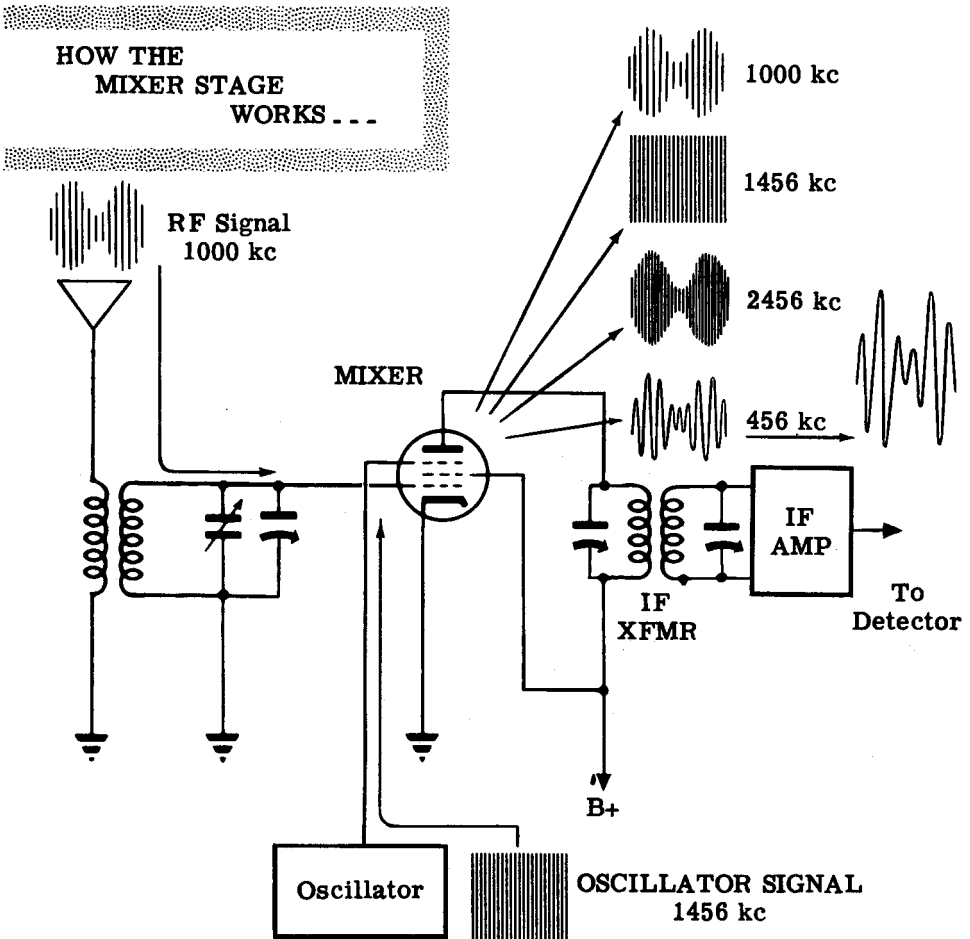 HOW THE
MIXER STAGE
WORKS...
1000 kc
1456 kc
RF Signal
1000 kc
2456 kc
MIXER
456 kc
IF
AMP
IF
XFMR
To
Detector
B+
Oscillator
OSCILLATOR SIGNAL
1456 kc